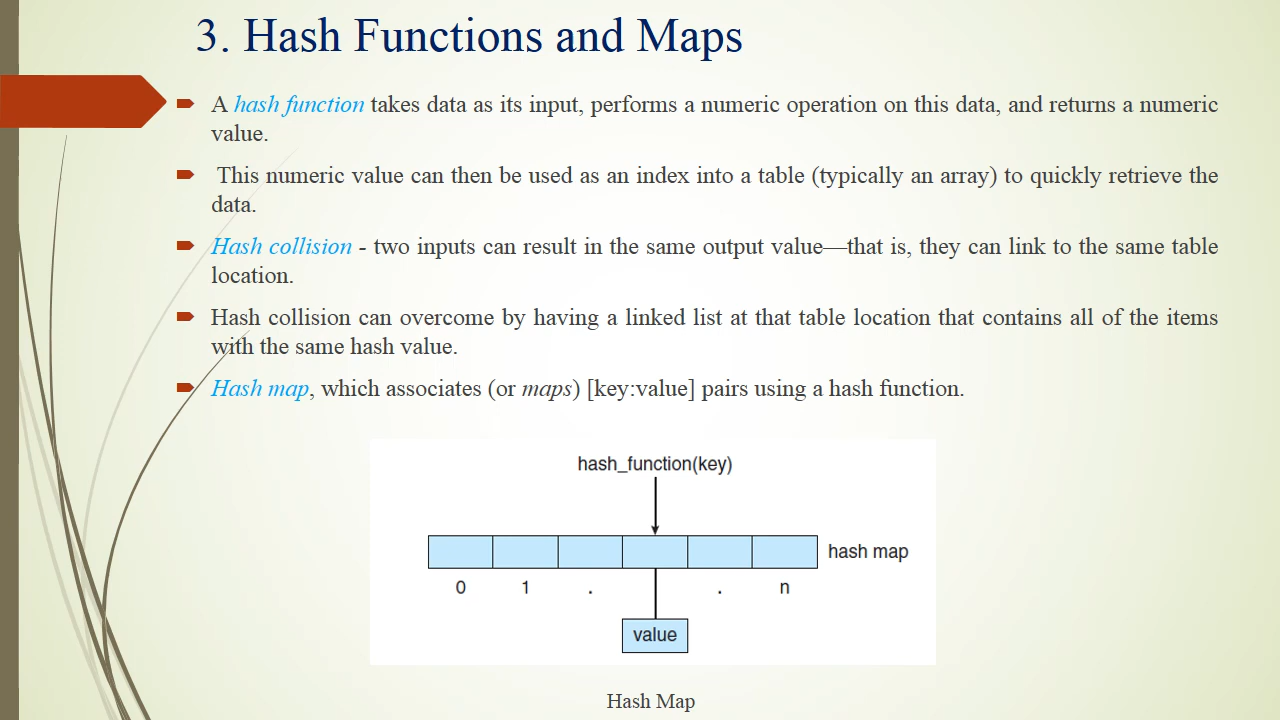 3. Hash Functions and Maps
A hash function takes data as its input, performs a numeric operation on this data, and returns a numeric
value.
This numeric value can then be used as an index into a table (typically an array) to quickly retrieve the
data.
Hash collision - two inputs can result in the same output value—that is, they can link to the same table
location.
Hash collision can overcome by having a linked list at that table location that contains all of the items
with the same hash value.
Hash map, which associates (or maps) [key:value] pairs using a hash function.
hash_function(key)
hash map
0 1 . . n
value
Hash Map